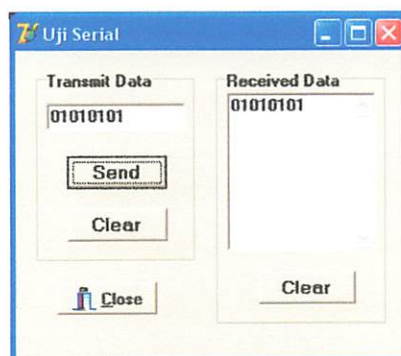 Uji Serial
Transmit Data
01010101
Send
Clear
Close
Received Data
01010101
Clear